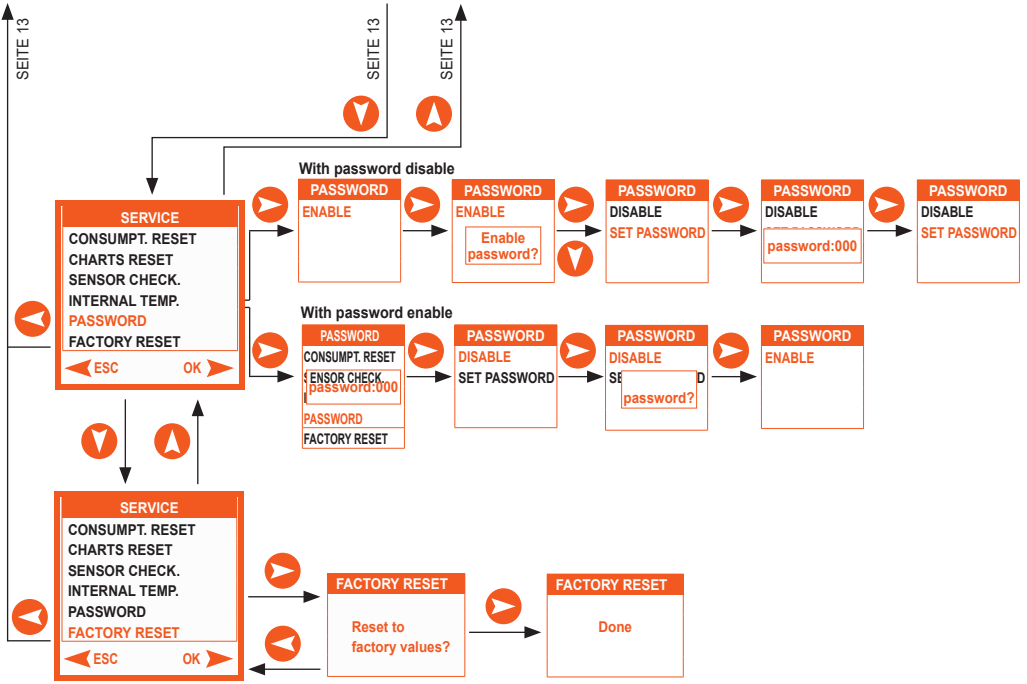 SEITE 13
SEITE 13
SEITE 13
With password disable
PASSWORD
ENABLE
PASSWORD
ENABLE
Enable
password?
PASSWORD
DISABLE
SET PASSWORD
PASSWORD
DISABLE
password:000
PASSWORD
DISABLE
SET PASSWORD
SERVICE
CONSUMPT. RESET
CHARTS RESET
SENSOR CHECK.
INTERNAL TEMP.
PASSWORD
FACTORY RESET
ESC
OK
With password enable
PASSWORD
CONSUMPT. RESET
SENSOR CHECK.
password:000
PASSWORD
FACTORY RESET
PASSWORD
DISABLE
SET PASSWORD
PASSWORD
DISABLE
password?
PASSWORD
ENABLE
SERVICE
CONSUMPT. RESET
CHARTS RESET
SENSOR CHECK.
INTERNAL TEMP.
PASSWORD
FACTORY RESET
ESC
OK
FACTORY RESET
Reset to
factory values?
FACTORY RESET
Done